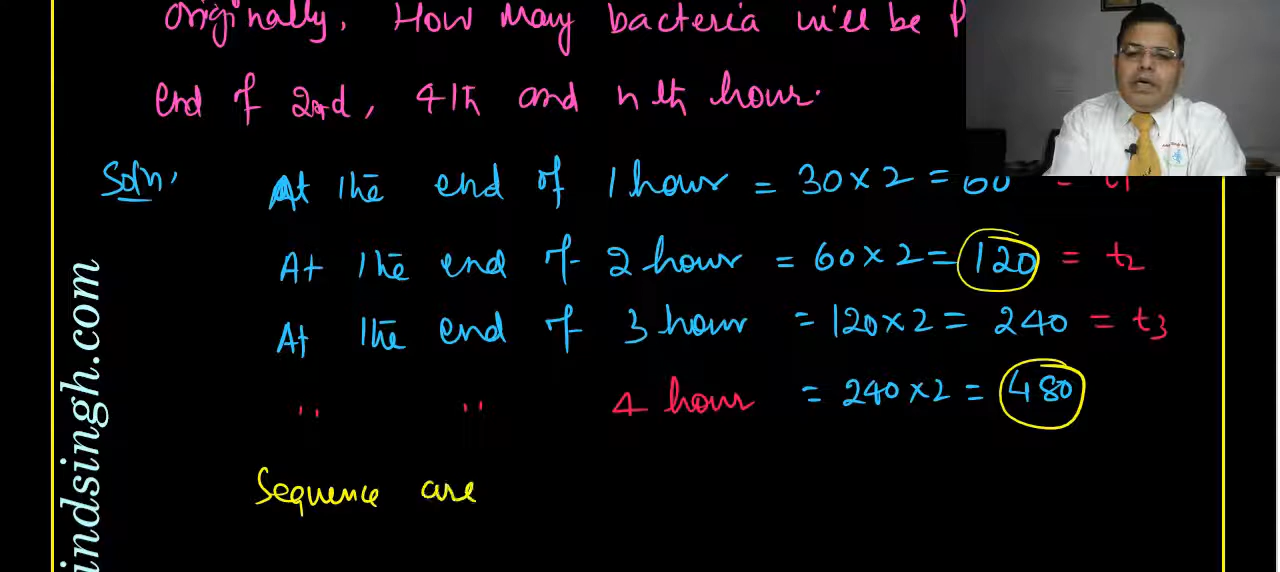 originally. How many bacteria will be P
end of 2nd, 4th and nth hour.
Soln. At the end of 1 hour = 30 × 2 = 60 = t1
At the end of 2 hour = 60 × 2 = 120 = t2
At the end of 3 hour = 120 × 2 = 240 = t3
" " 4 hour = 240 × 2 = 480
Sequence are
indsingh.com